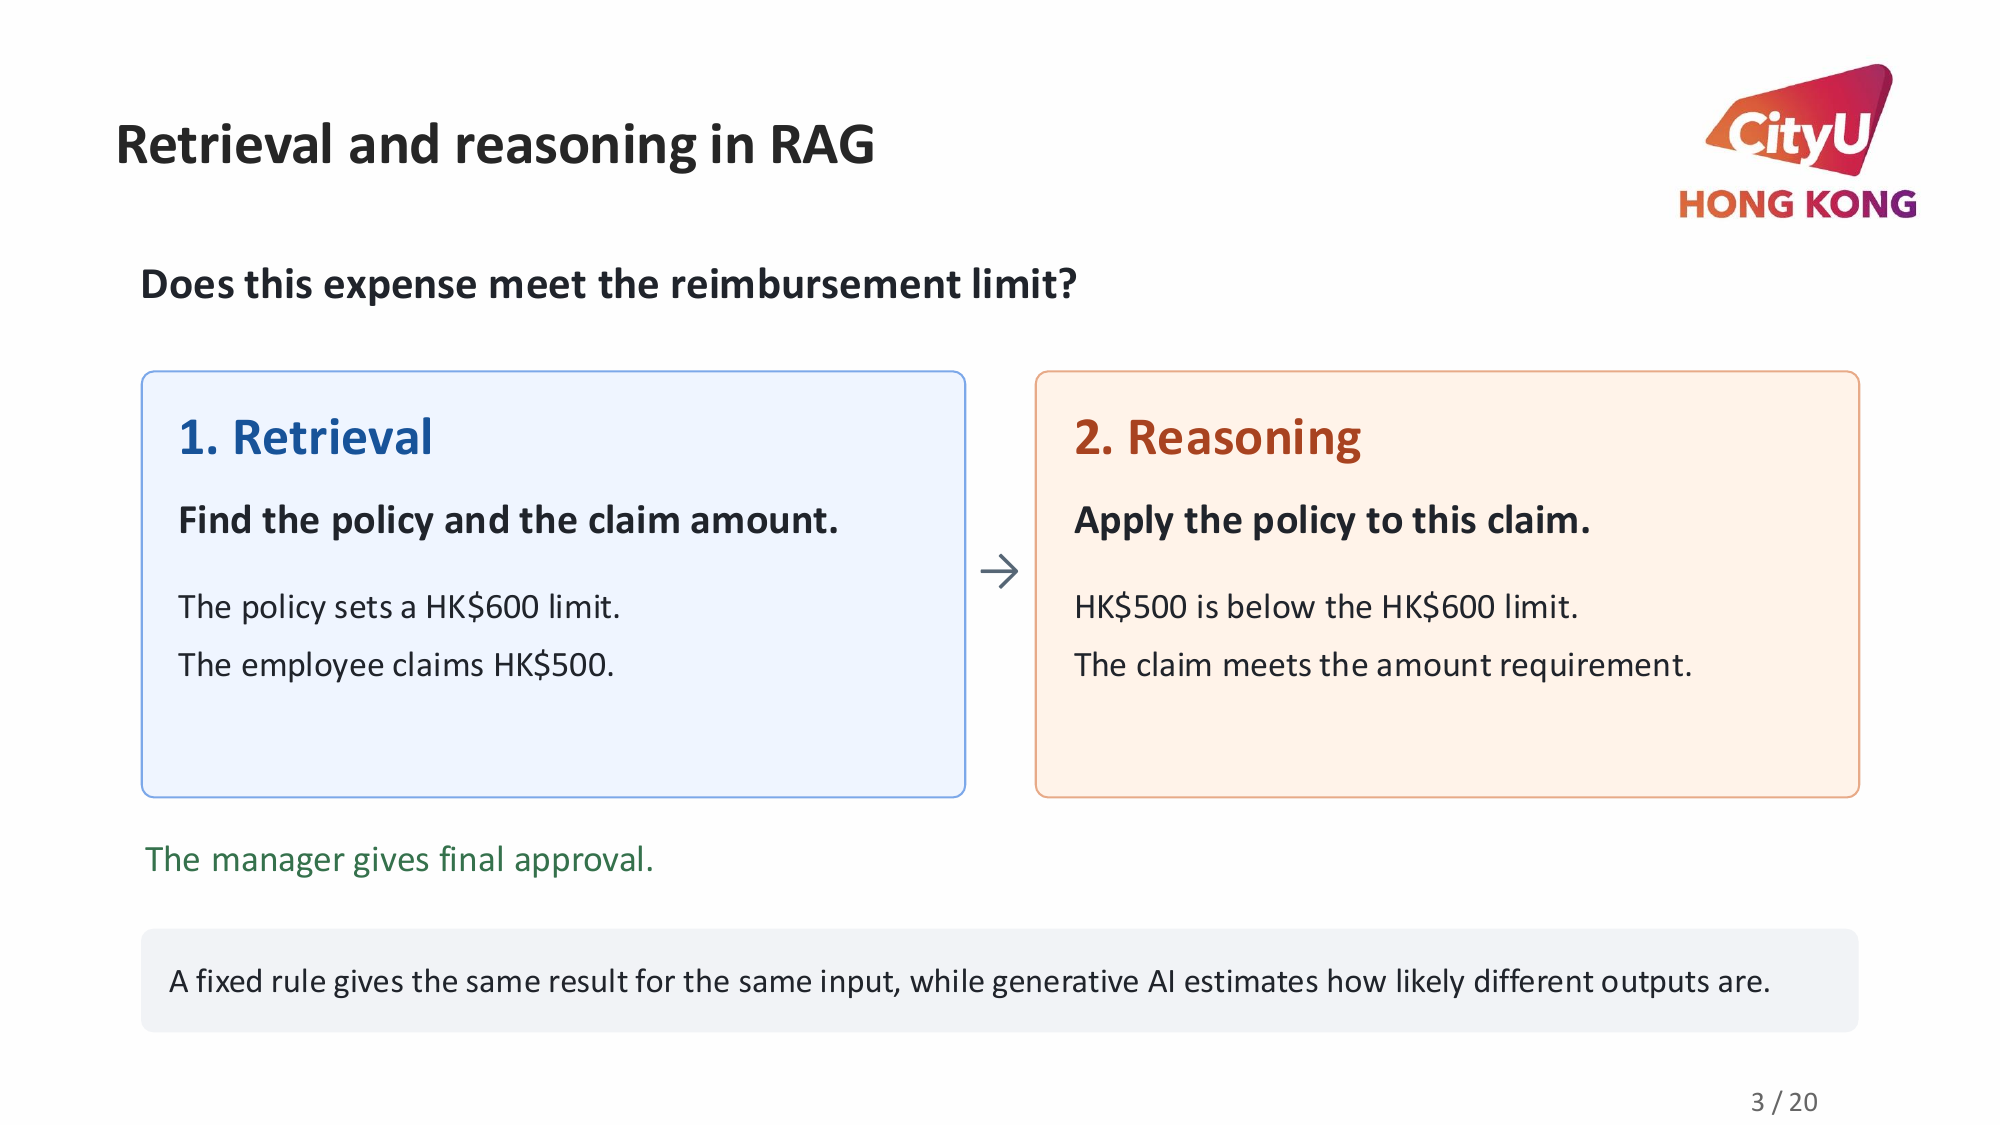 Retrieval and reasoning in RAG
CityU
HONG KONG
Does this expense meet the reimbursement limit?
1. Retrieval
Find the policy and the claim amount.
The policy sets a HK$600 limit.
The employee claims HK$500.
→
2. Reasoning
Apply the policy to this claim.
HK$500 is below the HK$600 limit.
The claim meets the amount requirement.
The manager gives final approval.
A fixed rule gives the same result for the same input, while generative AI estimates how likely different outputs are.
3 / 20